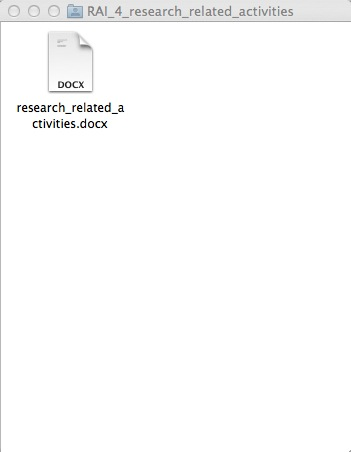 RAI_4_research_related_activities
DOCX
research_related_a
ctivities.docx